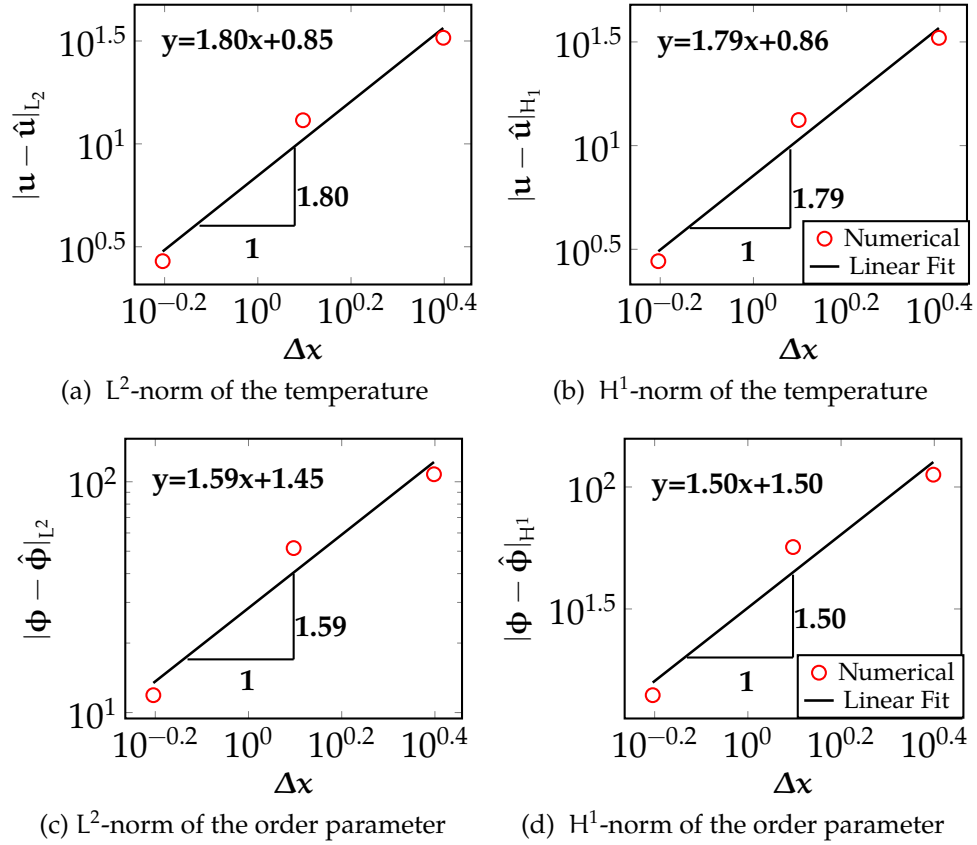 y=1.80x+0.85
10^1.5
10^1
10^0.5
|u − û|_L₂
1.80
1
10^−0.2
10^0
10^0.2
10^0.4
Δx
(a) L²-norm of the temperature
y=1.79x+0.86
10^1.5
10^1
10^0.5
|u − û|_H₁
1.79
1
Numerical
Linear Fit
10^−0.2
10^0
10^0.2
10^0.4
Δx
(b) H¹-norm of the temperature
y=1.59x+1.45
10^2
10^1
|ϕ − ϕ̂|_L²
1.59
1
10^−0.2
10^0
10^0.2
10^0.4
Δx
(c) L²-norm of the order parameter
y=1.50x+1.50
10^2
10^1.5
|ϕ − ϕ̂|_H¹
1.50
1
Numerical
Linear Fit
10^−0.2
10^0
10^0.2
10^0.4
Δx
(d) H¹-norm of the order parameter